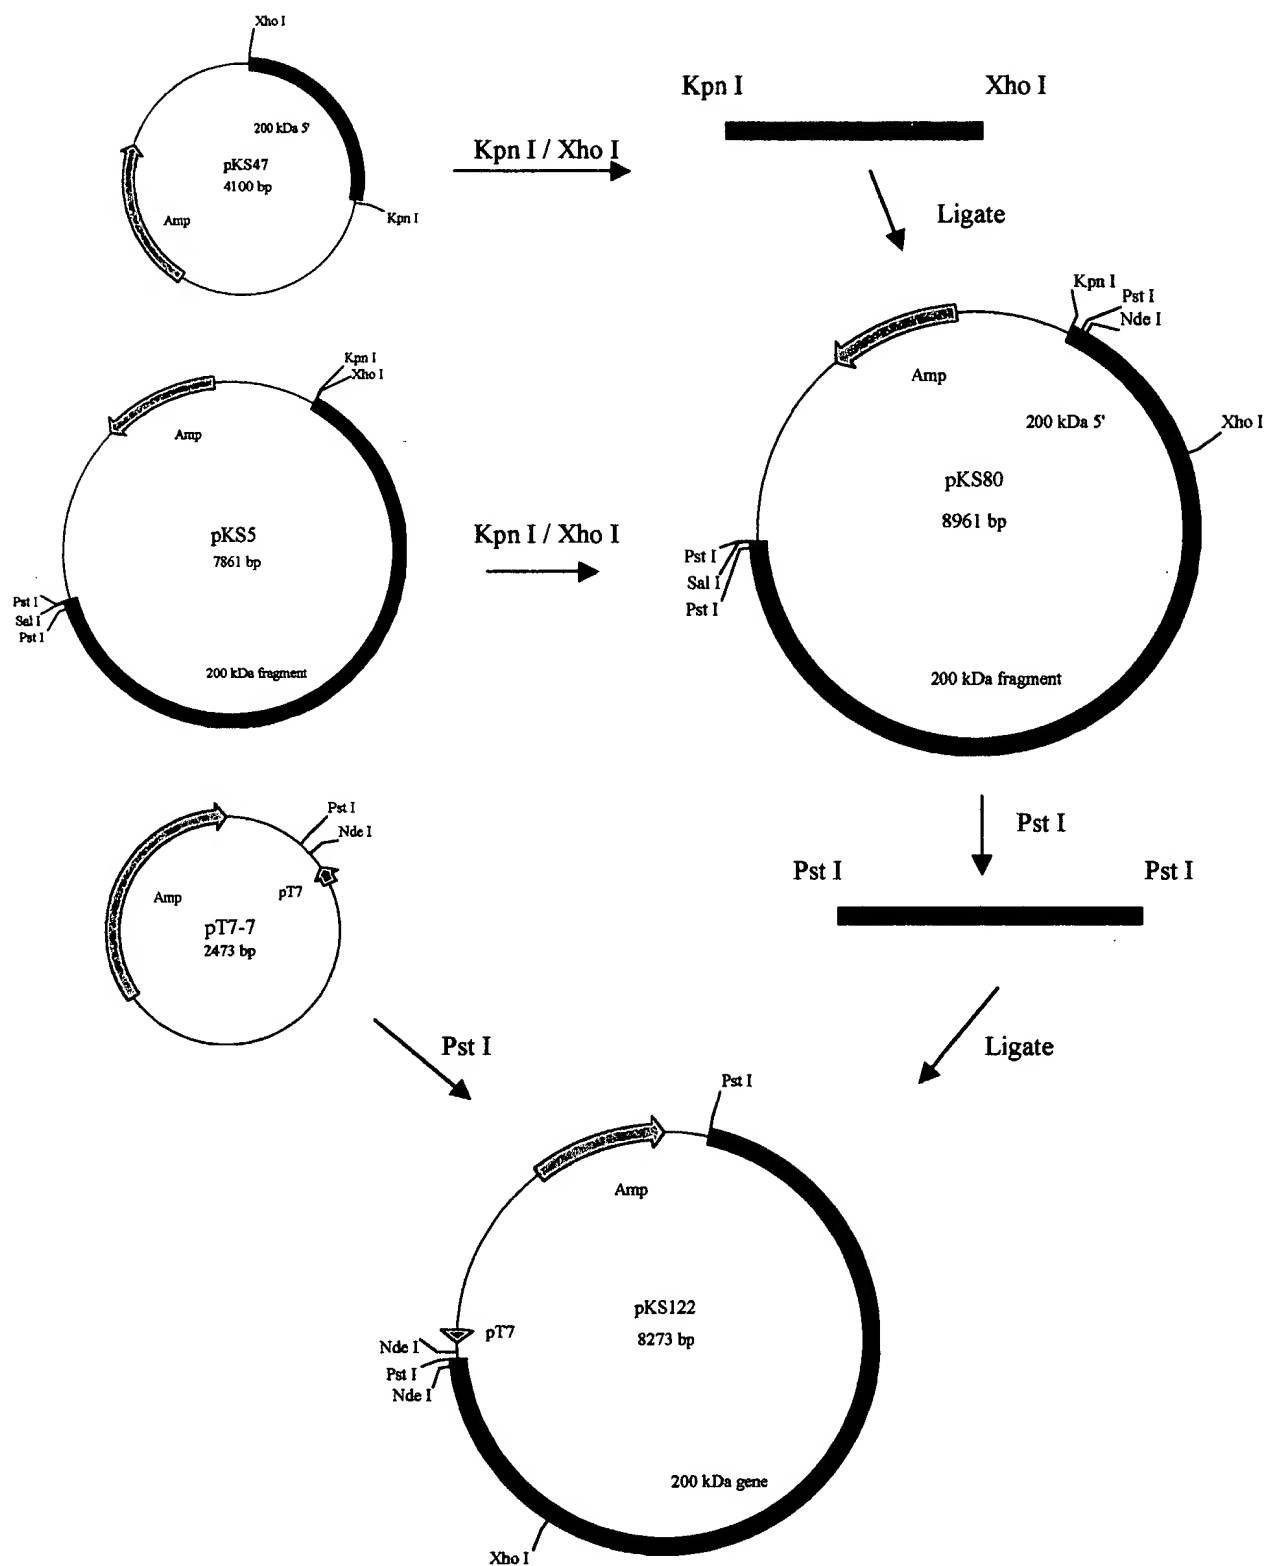 Xho I
200 kDa 5'
pKS47
4100 bp
Amp
Kpn I
Kpn I / Xho I
Kpn I
Xho I
Ligate
Kpn I
Xho I
Amp
pKS5
7861 bp
Pst I
Sal I
Pst I
200 kDa fragment
Kpn I / Xho I
Kpn I
Pst I
Nde I
Amp
200 kDa 5'
Xho I
pKS80
8961 bp
Pst I
Sal I
Pst I
200 kDa fragment
Pst I
Nde I
Amp
pT7
pT7-7
2473 bp
Pst I
Pst I
Pst I
Pst I
Ligate
Pst I
Amp
pKS122
8273 bp
pT7
Nde I
Pst I
Nde I
200 kDa gene
Xho I